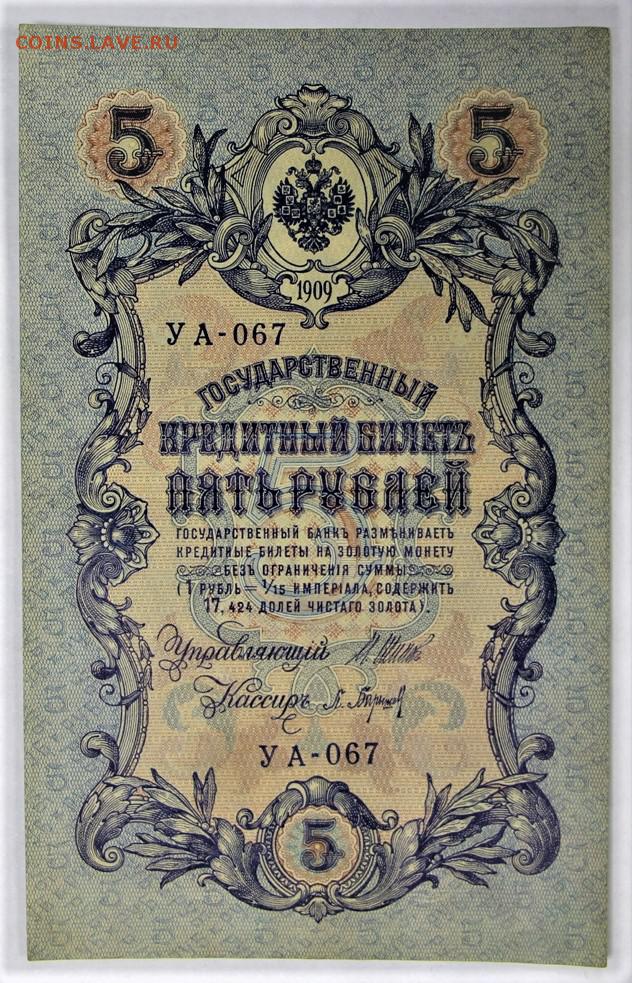 COINS.LAVE.RU
5 5
1909
УА-067
ГОСУДАРСТВЕННЫЙ
КРЕДИТНЫЙ БИЛЕТЪ
ПЯТЬ РУБЛЕЙ
ГОСУДАРСТВЕННЫЙ БАНКЪ РАЗМѢНИВАЕТЪ
КРЕДИТНЫЕ БИЛЕТЫ НА ЗОЛОТУЮ МОНЕТУ
БЕЗЪ ОГРАНИЧЕНІЯ СУММЫ
(1 РУБЛЬ = 1/15 ИМПЕРІАЛА, СОДЕРЖИТЪ
17,424 ДОЛЕЙ ЧИСТАГО ЗОЛОТА).
Управляющій
Кассиръ
УА-067
5